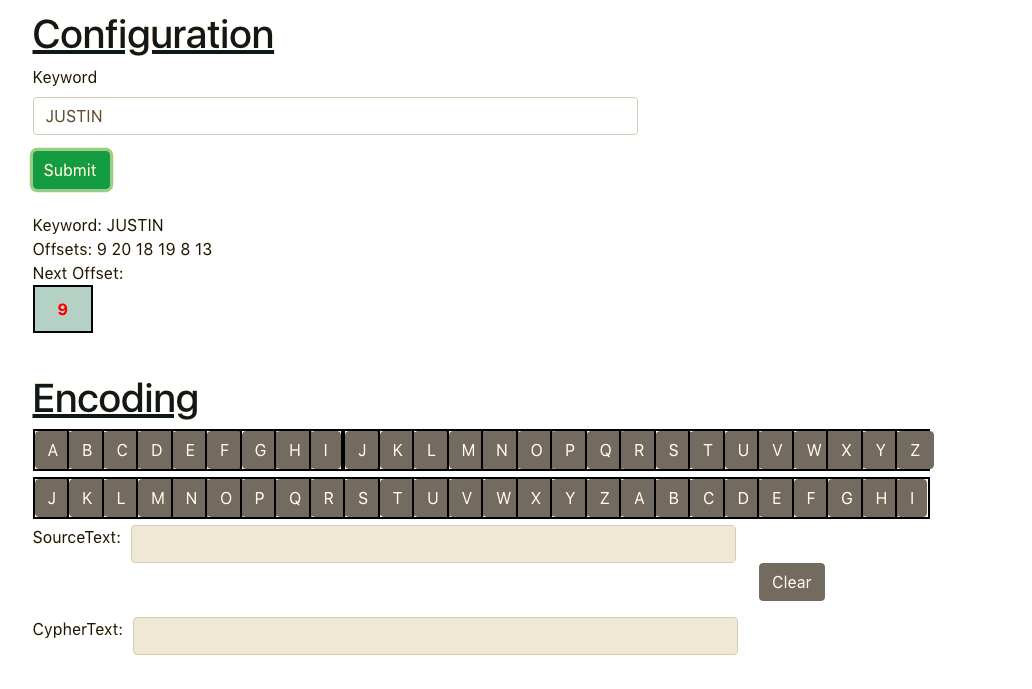 Configuration
Keyword
JUSTIN
Submit
Keyword: JUSTIN
Offsets: 9 20 18 19 8 13
Next Offset:
9
Encoding
A B C D E F G H I J K L M N O P Q R S T U V W X Y Z
J K L M N O P Q R S T U V W X Y Z A B C D E F G H I
SourceText:
Clear
CypherText: